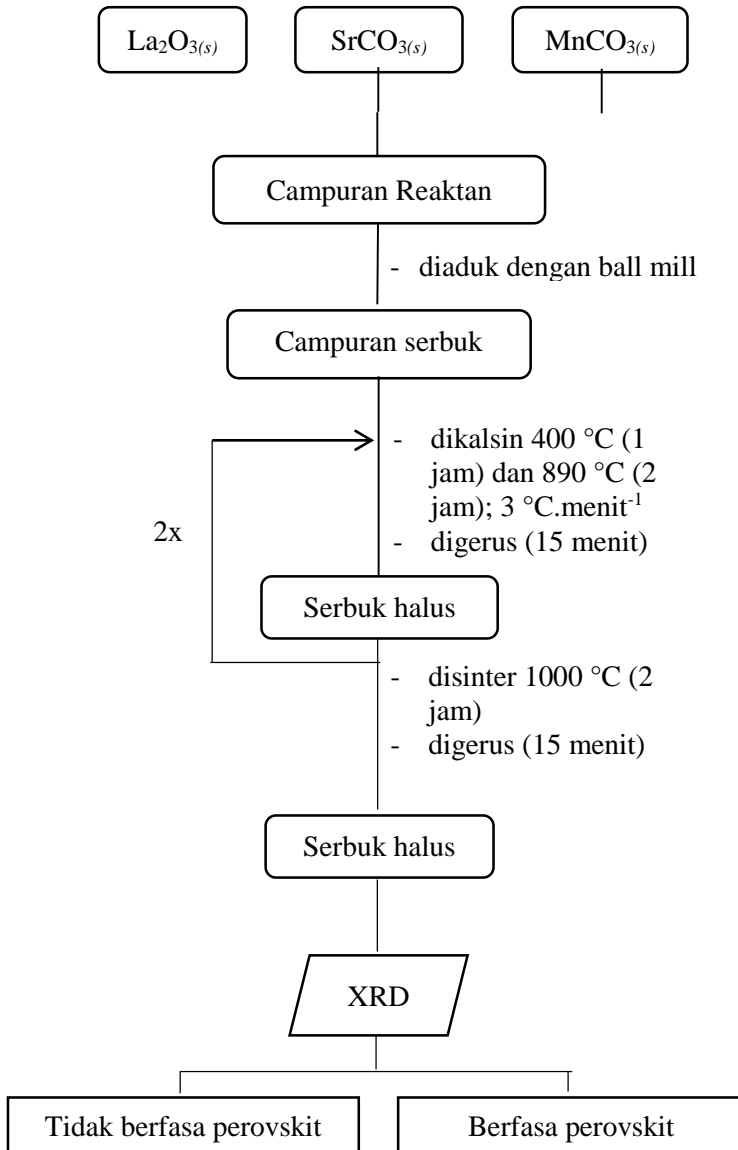 La₂O₃(s)
SrCO₃(s)
MnCO₃(s)
Campuran Reaktan
- diaduk dengan ball mill
Campuran serbuk
- dikalsin 400 °C (1
jam) dan 890 °C (2
jam); 3 °C.menit⁻¹
- digerus (15 menit)
2x
Serbuk halus
- disinter 1000 °C (2
jam)
- digerus (15 menit)
Serbuk halus
XRD
Tidak berfasa perovskit
Berfasa perovskit